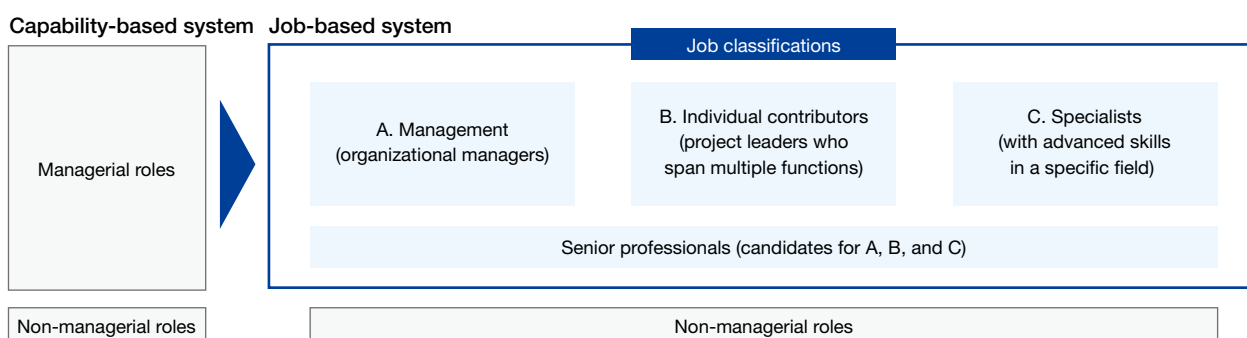 Capability-based system
Job-based system
Job classifications
Managerial roles
A. Management
(organizational managers)
B. Individual contributors
(project leaders who
span multiple functions)
C. Specialists
(with advanced skills
in a specific field)
Senior professionals (candidates for A, B, and C)
Non-managerial roles
Non-managerial roles